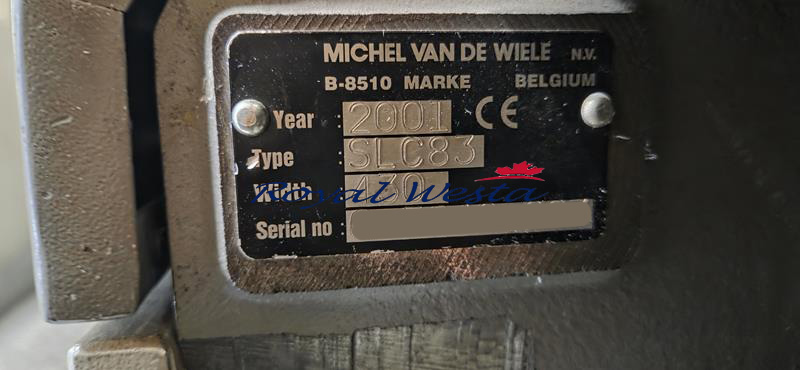 MICHEL VAN DE WIELE N.V.
B-8510 MARKE BELGIUM
Year : 2001 CE
Type : SLC83
Width : 430
Royal Westa
Serial no :